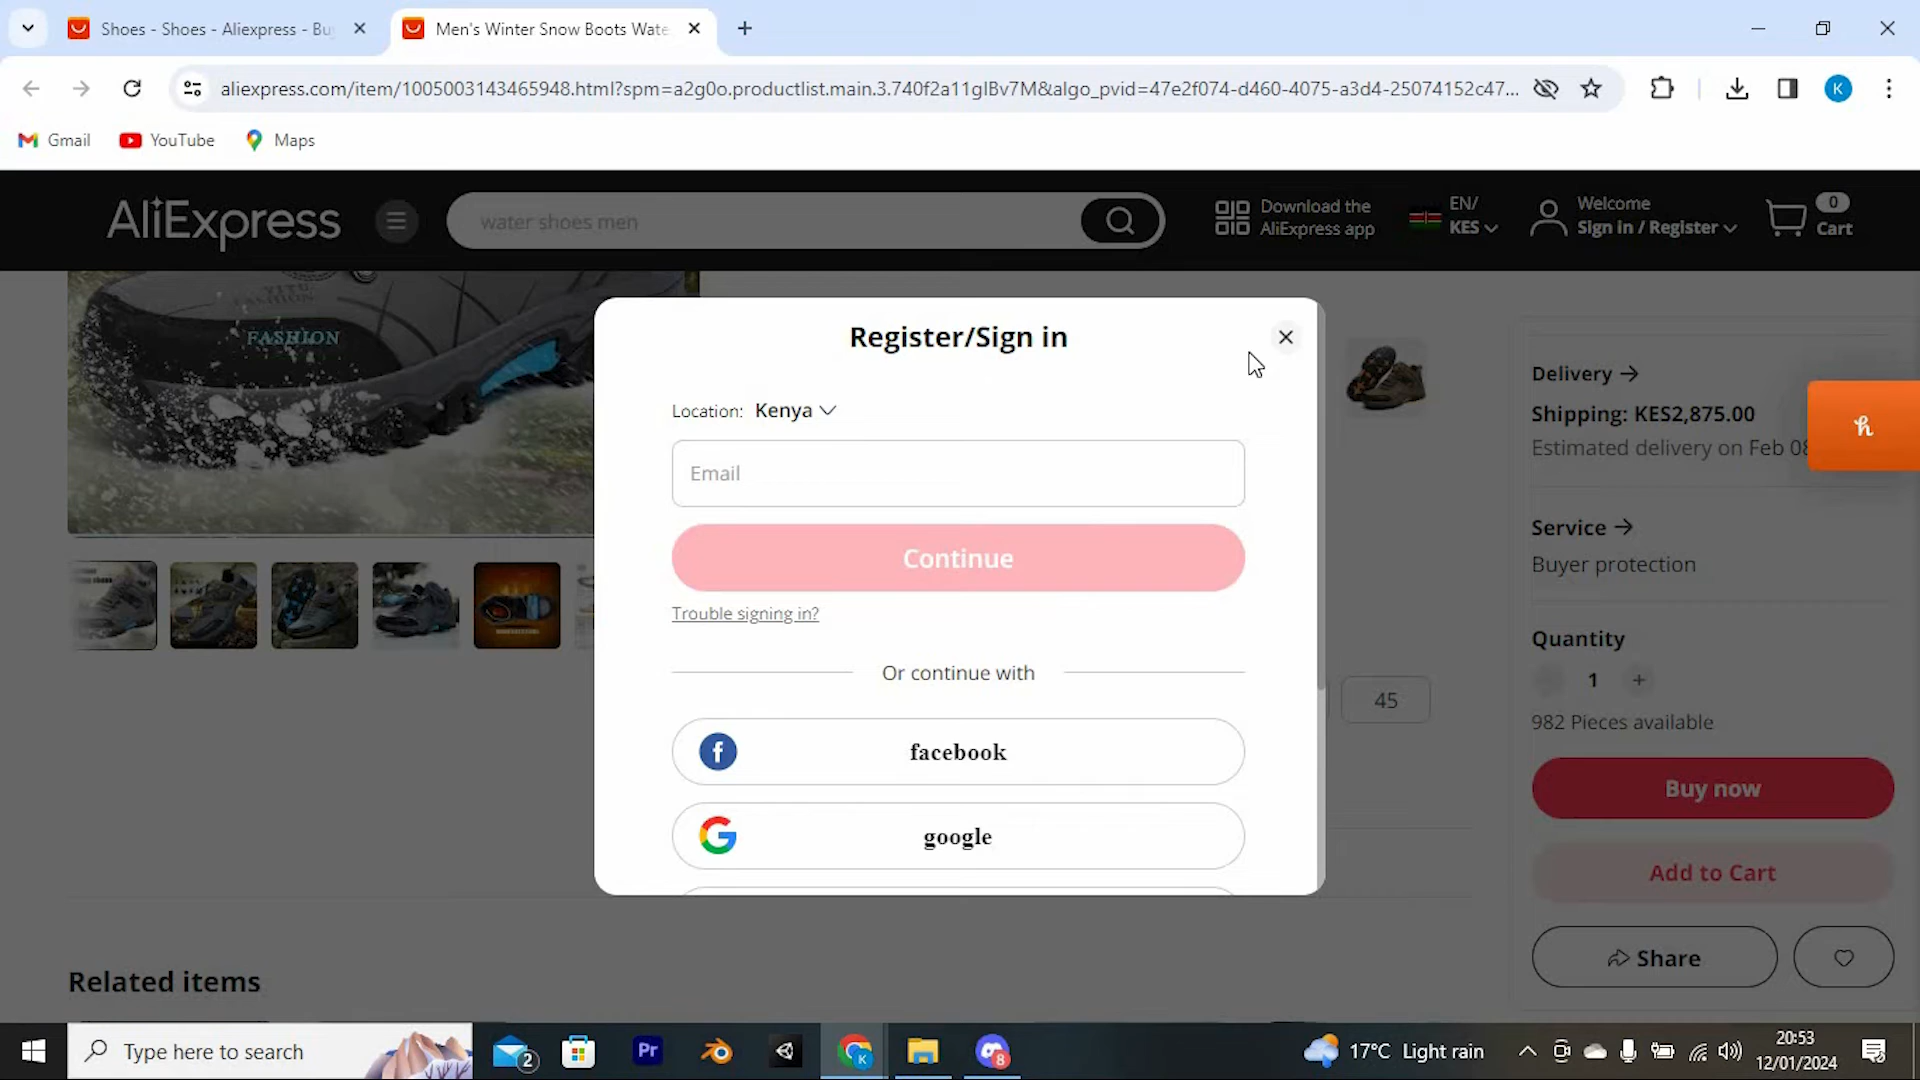 Shoes - Shoes - Aliexpress - Bu
Men's Winter Snow Boots Wate
aliexpress.com/item/1005003143465948.html?spm=a2g0o.productlist.main.3.740f2a11glBv7M&algo_pvid=47e2f074-d460-4075-a3d4-25074152c47...
K
Gmail
YouTube
Maps
AliExpress
water shoes men
Download the
AliExpress app
EN/
KES
Welcome
Sign in / Register
0
Cart
FASHION
FASHION
Register/Sign in
Location: Kenya
Email
Continue
Trouble signing in?
Or continue with
facebook
google
45
Delivery
Shipping: KES2,875.00
Estimated delivery on Feb 08
Service
Buyer protection
Quantity
1
982 Pieces available
Buy now
Add to Cart
Share
Related items
Type here to search
2
Pr
K
8
17°C Light rain
20:53
12/01/2024